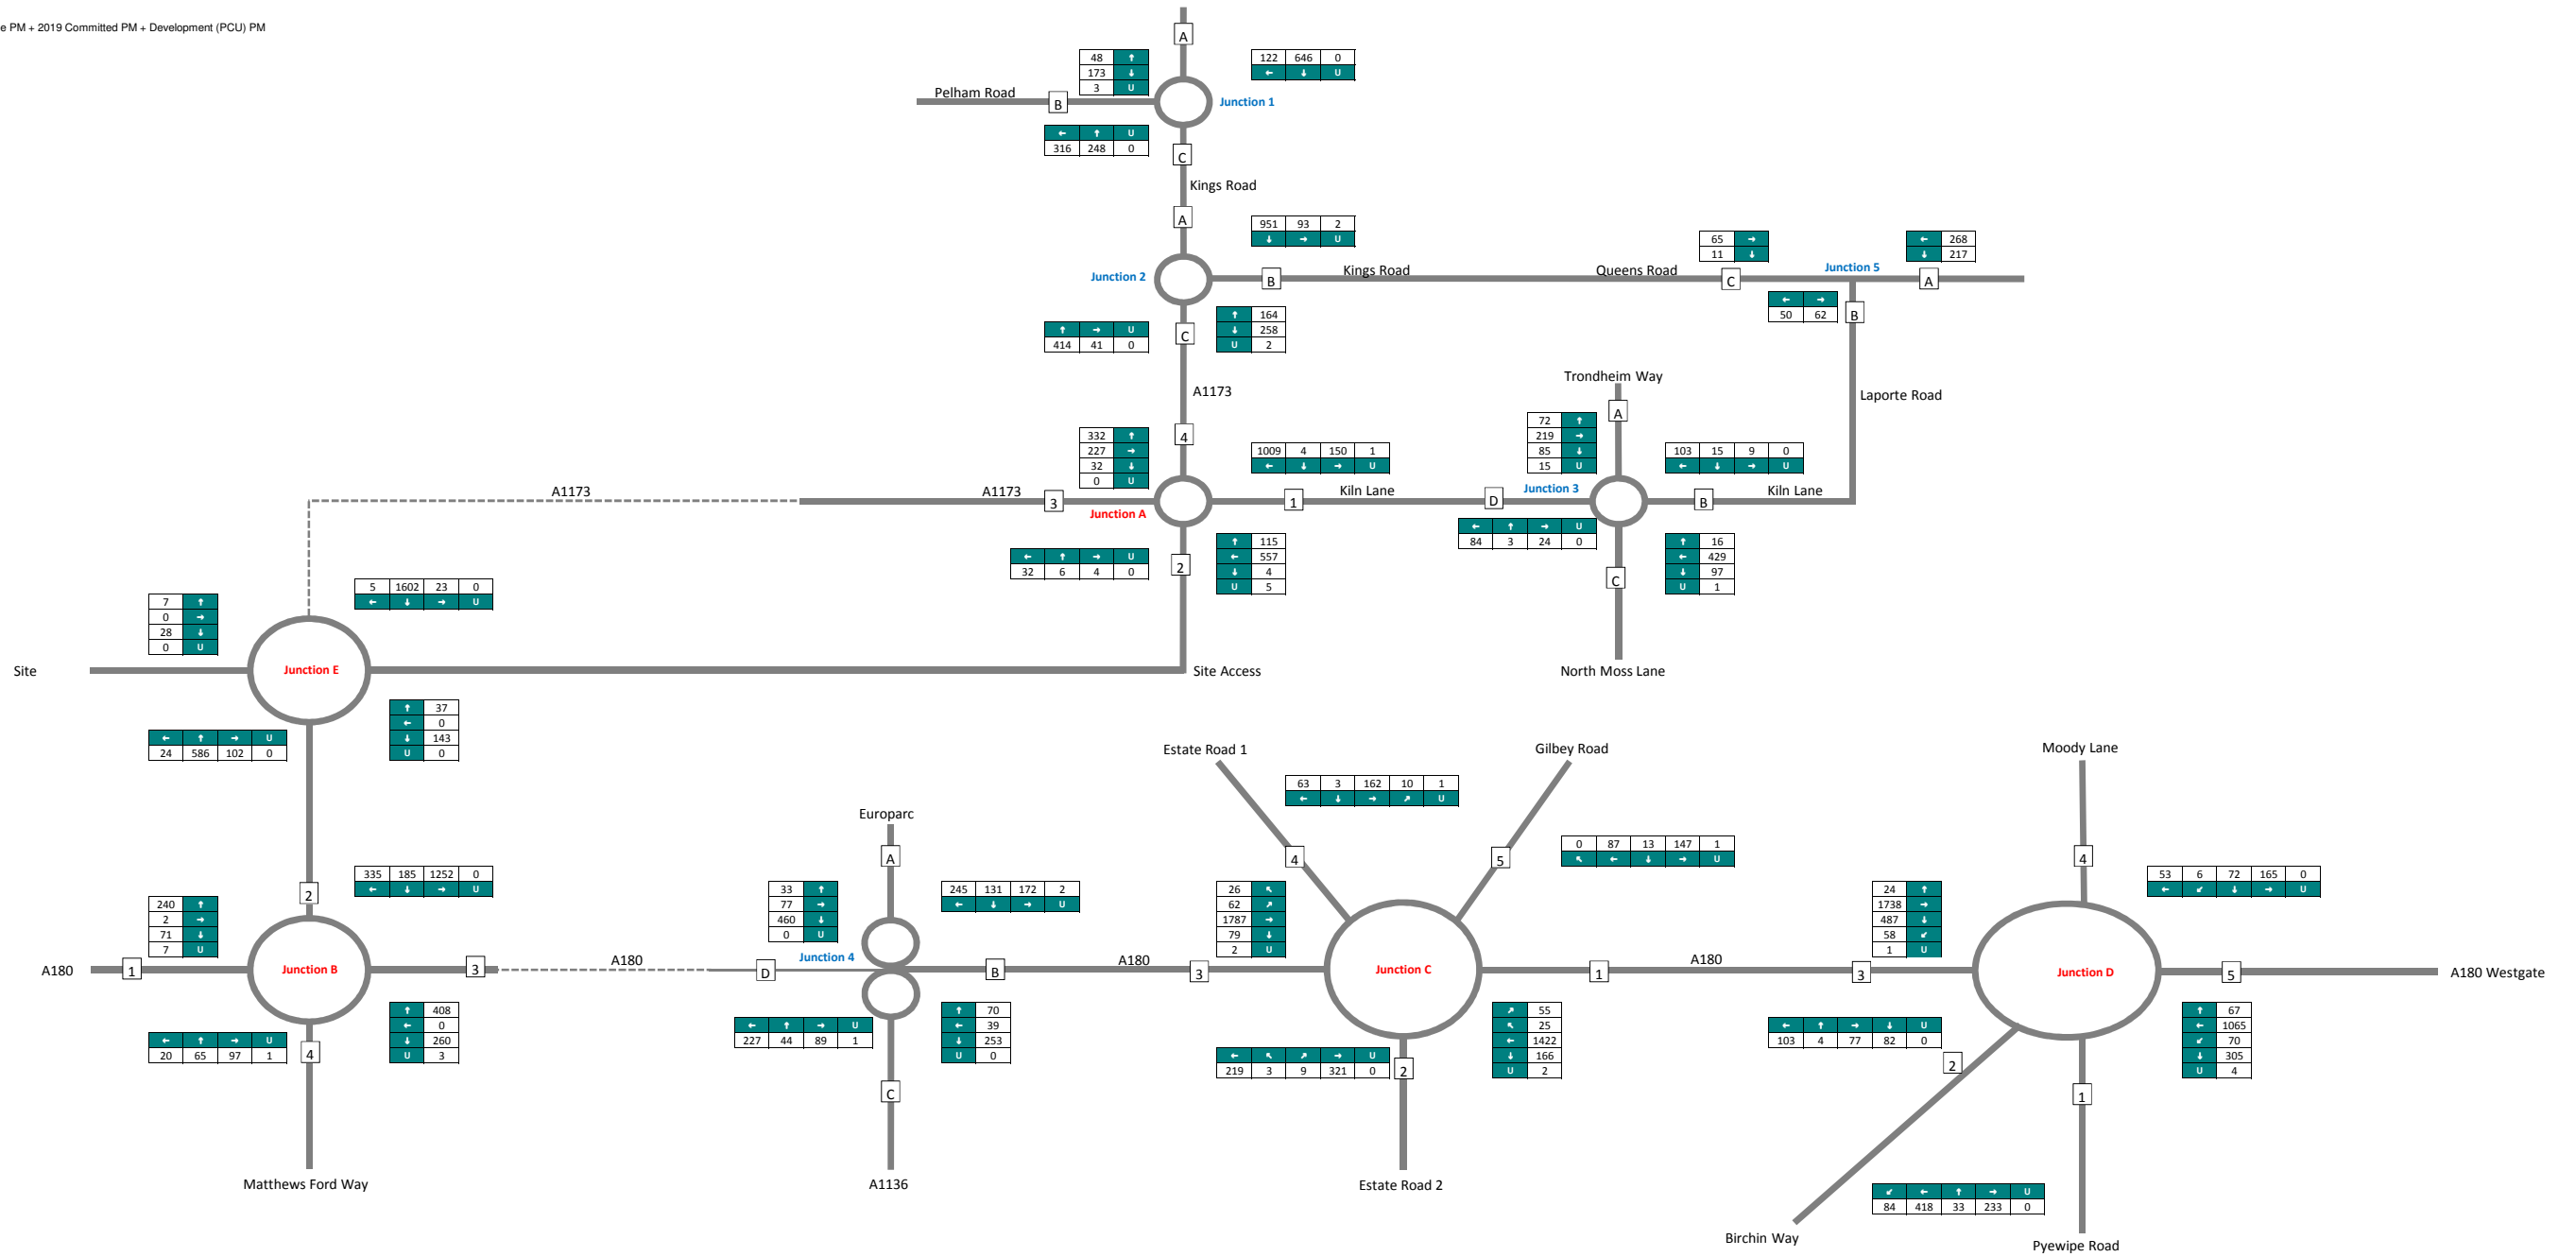 e PM + 2019 Committed PM + Development (PCU) PM
A
48 ↑
173 ↓
3 U
122 646 0
← ↓ U
Pelham Road
B
Junction 1
← ↑ U
316 248 0
C
Kings Road
A
951 93 2
↓ → U
65 →
11 ↓
← 268
↓ 217
Junction 2
B
Kings Road
Queens Road
C
Junction 5
A
← →
50 62
B
↑ → U
414 41 0
C
↑ 164
↓ 258
U 2
A1173
Trondheim Way
Laporte Road
A
332 ↑
227 →
32 ↓
0 U
4
1009 4 150 1
← ↓ → U
72 ↑
219 →
85 ↓
15 U
103 15 9 0
← ↓ → U
A1173
A1173
3
Junction A
1
Kiln Lane
D
Junction 3
B
Kiln Lane
← ↑ → U
84 3 24 0
← ↑ → U
32 6 4 0
2
↑ 115
← 557
↓ 4
U 5
C
↑ 16
← 429
↓ 97
U 1
5 1602 23 0
← ↓ → U
7 ↑
0 →
28 ↓
0 U
Site
Junction E
Site Access
North Moss Lane
← ↑ → U
24 586 102 0
↑ 37
← 0
↓ 143
U 0
Estate Road 1
Gilbey Road
Moody Lane
63 3 162 10 1
← ↓ → ↗ U
Europarc
A
4
5
0 87 13 147 1
↖ ← ↓ → U
4
53 6 72 165 0
← ↙ ↓ → U
335 185 1252 0
← ↓ → U
2
240 ↑
2 →
71 ↓
7 U
33 ↑
77 →
460 ↓
0 U
245 131 172 2
← ↓ → U
26 ↖
62 ↗
1787 →
79 ↓
2 U
24 ↑
1738 →
487 ↓
58 ↙
1 U
A180
1
Junction B
3
A180
D
Junction 4
B
A180
3
Junction C
1
A180
3
Junction D
5
A180 Westgate
← ↑ → U
20 65 97 1
4
↑ 408
← 0
↓ 260
U 3
← ↑ → U
227 44 89 1
↑ 70
← 39
↓ 253
U 0
C
← ↖ ↗ → U
219 3 9 321 0
2
↗ 55
↖ 25
← 1422
↓ 166
U 2
← ↑ → ↓ U
103 4 77 82 0
2
1
↑ 67
← 1065
↙ 70
↓ 305
U 4
Matthews Ford Way
A1136
Estate Road 2
↙ ← ↑ → U
84 418 33 233 0
Birchin Way
Pyewipe Road